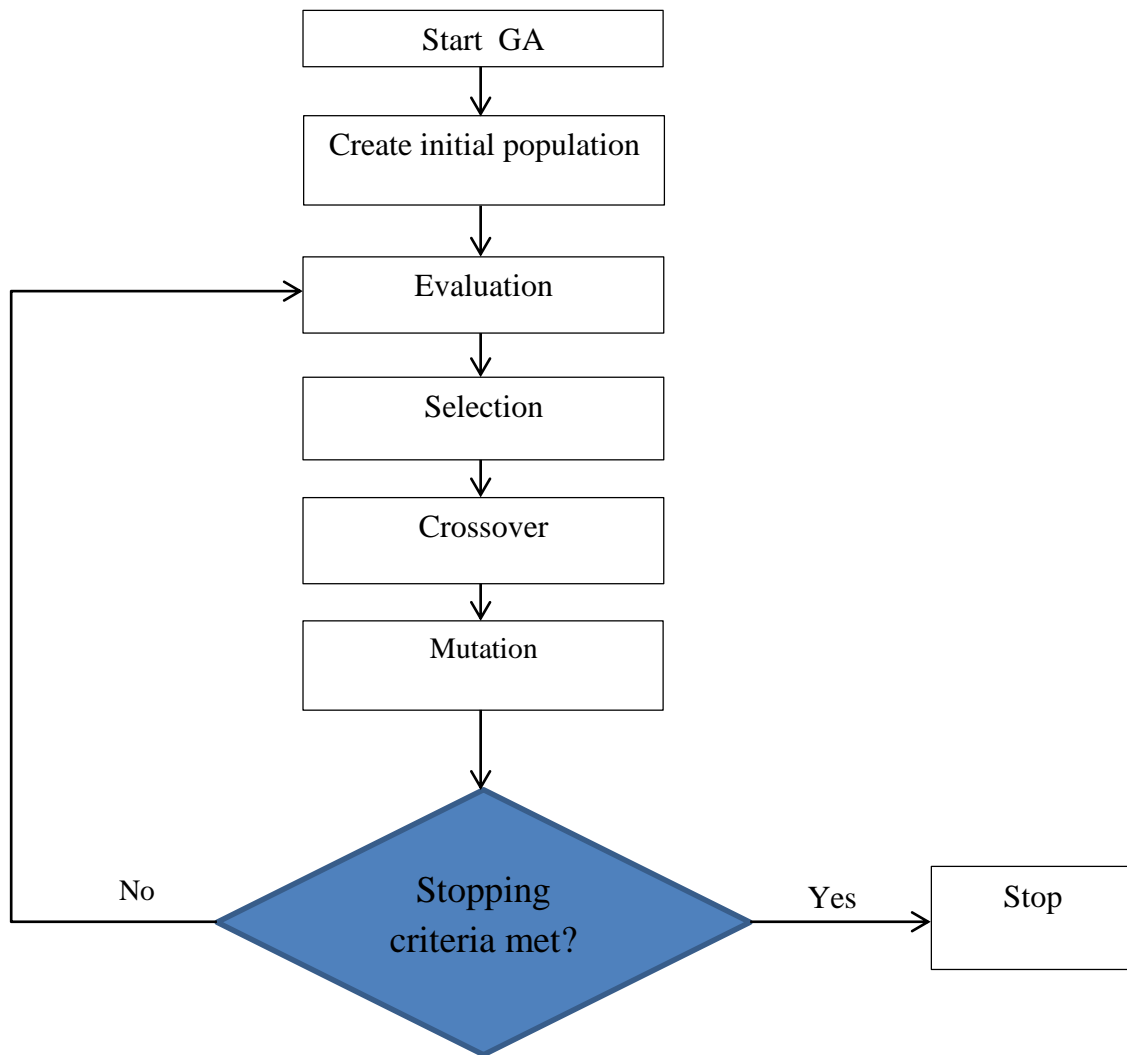 Start  GA
Create initial population
Evaluation
Selection
Crossover
Mutation
Stopping
criteria met?
No
Yes
Stop